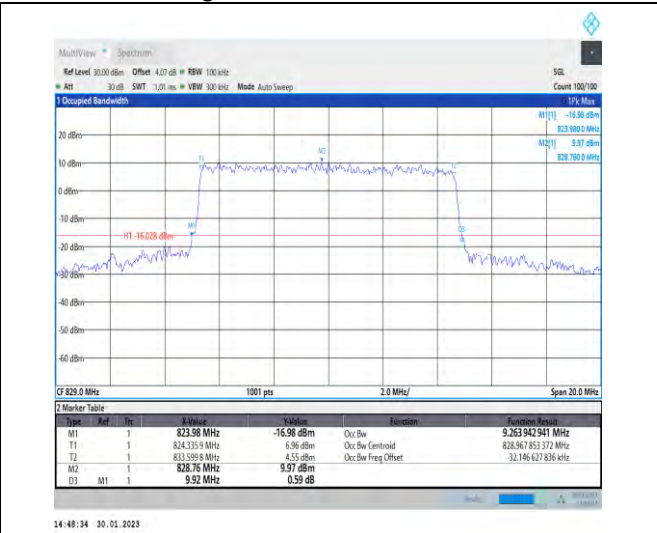 MultiView Spectrum
Ref Level 30.00 dBm Offset 4.07 dB RBW 100 kHz SGL
Att 30 dB SWT 1.01 ms VBW 300 kHz Mode Auto Sweep Count 100/100
1 Occupied Bandwidth 1Pk Max
M1[1] -16.98 dBm
823.9800 MHz
M2[1] 9.97 dBm
828.7600 MHz
20 dBm
10 dBm
0 dBm
-10 dBm
-20 dBm
-30 dBm
-40 dBm
-50 dBm
-60 dBm
T1 M2 T2
M1 D3
H1 -16.028 dBm
CF 829.0 MHz 1001 pts 2.0 MHz/ Span 20.0 MHz
2 Marker Table
Type Ref Trc X-Value Y-Value Function Function Result
M1 1 823.98 MHz -16.98 dBm Occ Bw 9.263 942 941 MHz
T1 1 824.335 9 MHz 6.96 dBm Occ Bw Centroid 828.967 853 372 MHz
T2 1 833.599 8 MHz 4.55 dBm Occ Bw Freq Offset -32.146 627 836 kHz
M2 1 828.76 MHz 9.97 dBm
D3 M1 1 9.92 MHz 0.59 dB
14:48:34 30.01.2023